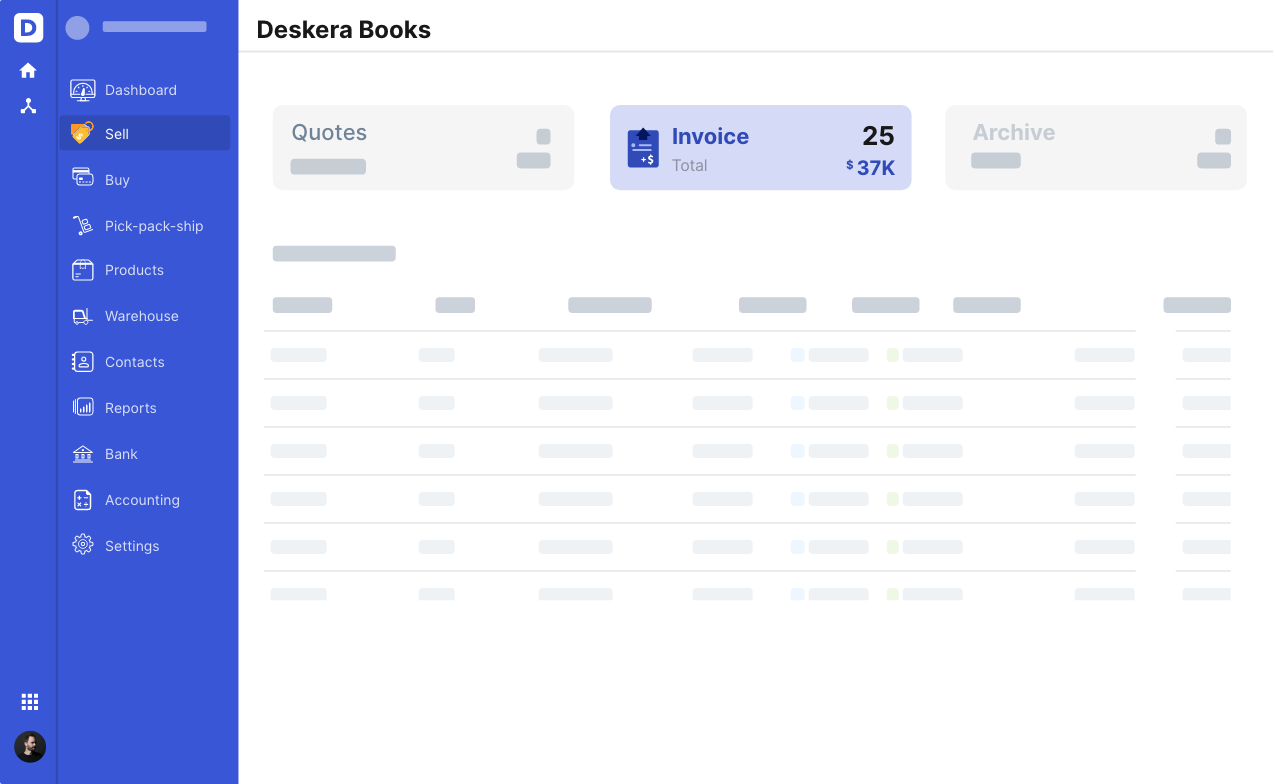 D
Dashboard
Sell
Buy
Pick-pack-ship
Products
Warehouse
Contacts
Reports
Bank
Accounting
Settings
Deskera Books
Quotes
Invoice 25
Total $37K
+$
Archive